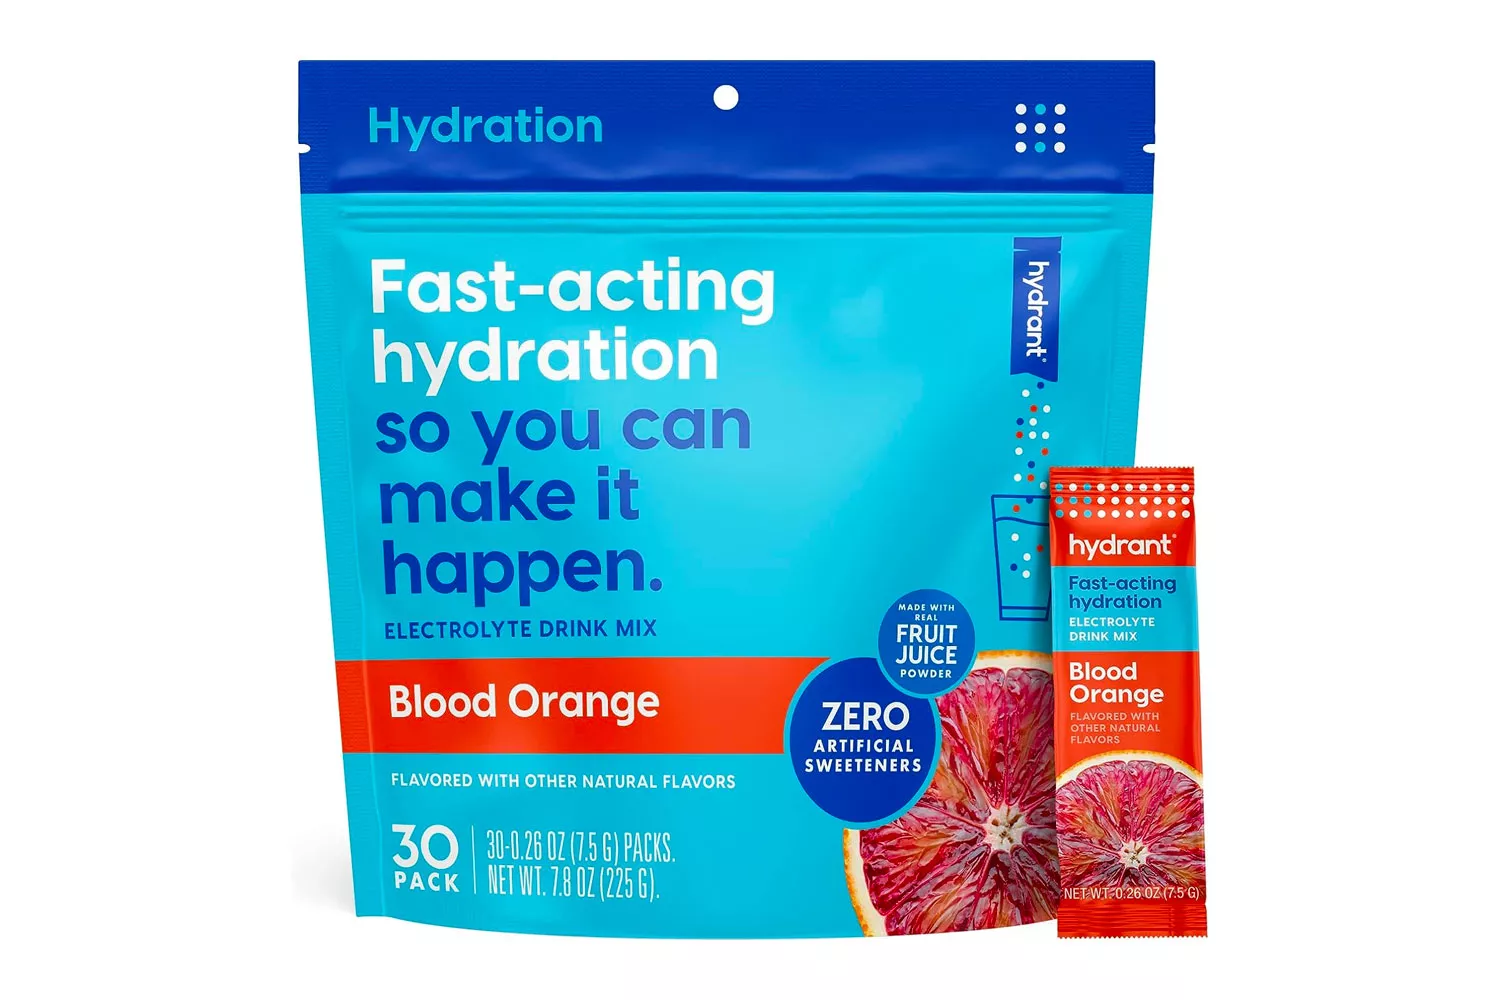 Hydration
Fast-acting
hydration
so you can
make it
happen.
ELECTROLYTE DRINK MIX
Blood Orange
FLAVORED WITH OTHER NATURAL FLAVORS
30
PACK
30-0.26 OZ (7.5 G) PACKS.
NET WT. 7.8 OZ (225 G).
hydrant®
MADE WITH
REAL
FRUIT
JUICE
POWDER
ZERO
ARTIFICIAL
SWEETENERS
hydrant®
Fast-acting
hydration
ELECTROLYTE
DRINK MIX
Blood
Orange
FLAVORED WITH
OTHER NATURAL
FLAVORS
NET WT. 0.26 OZ (7.5 G)